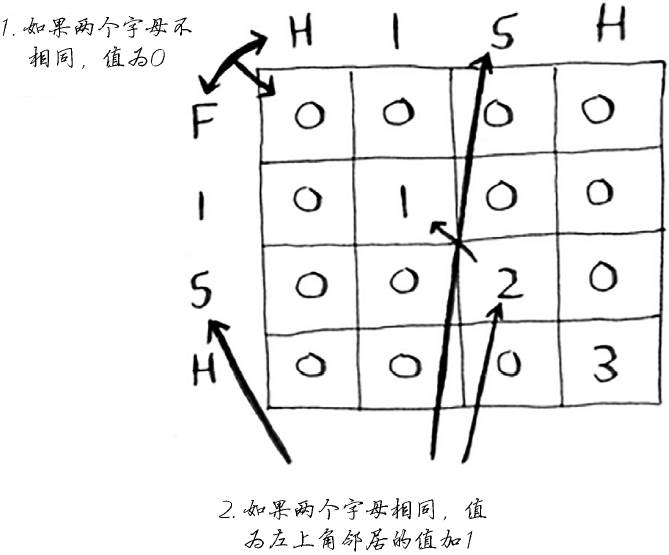 1. 如果两个字母不
相同，值为0
H I S H
F 0 0 0 0
I 0 1 0 0
S 0 0 2 0
H 0 0 0 3
2. 如果两个字母相同，值
为左上角邻居的值加1